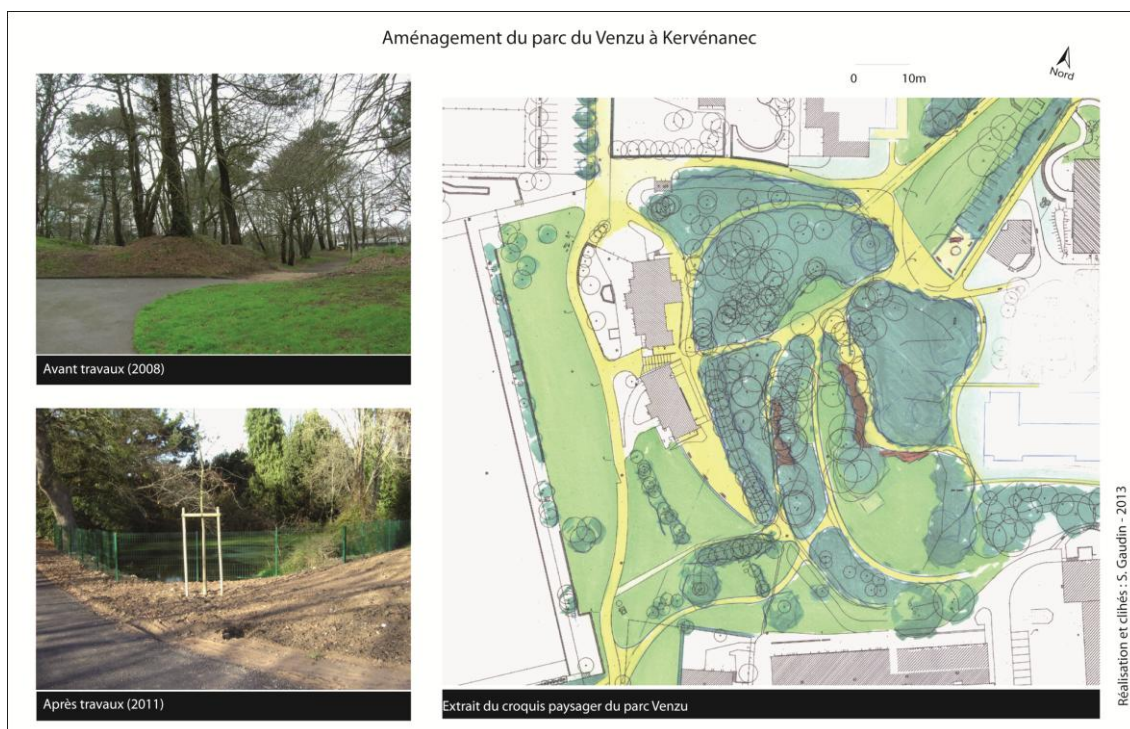 Aménagement du parc du Venzu à Kervénanec
0 10m
Nord
Avant travaux (2008)
Après travaux (2011)
Extrait du croquis paysager du parc Venzu
Réalisation et clihés : S. Gaudin - 2013